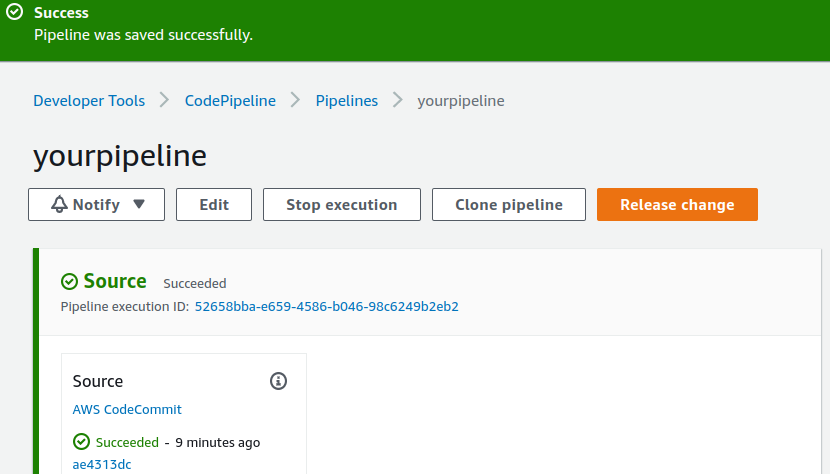 Success
Pipeline was saved successfully.
Developer Tools > CodePipeline > Pipelines > yourpipeline
yourpipeline
Notify Edit Stop execution Clone pipeline Release change
Source Succeeded
Pipeline execution ID: 52658bba-e659-4586-b046-98c6249b2eb2
Source
AWS CodeCommit
Succeeded - 9 minutes ago
ae4313dc